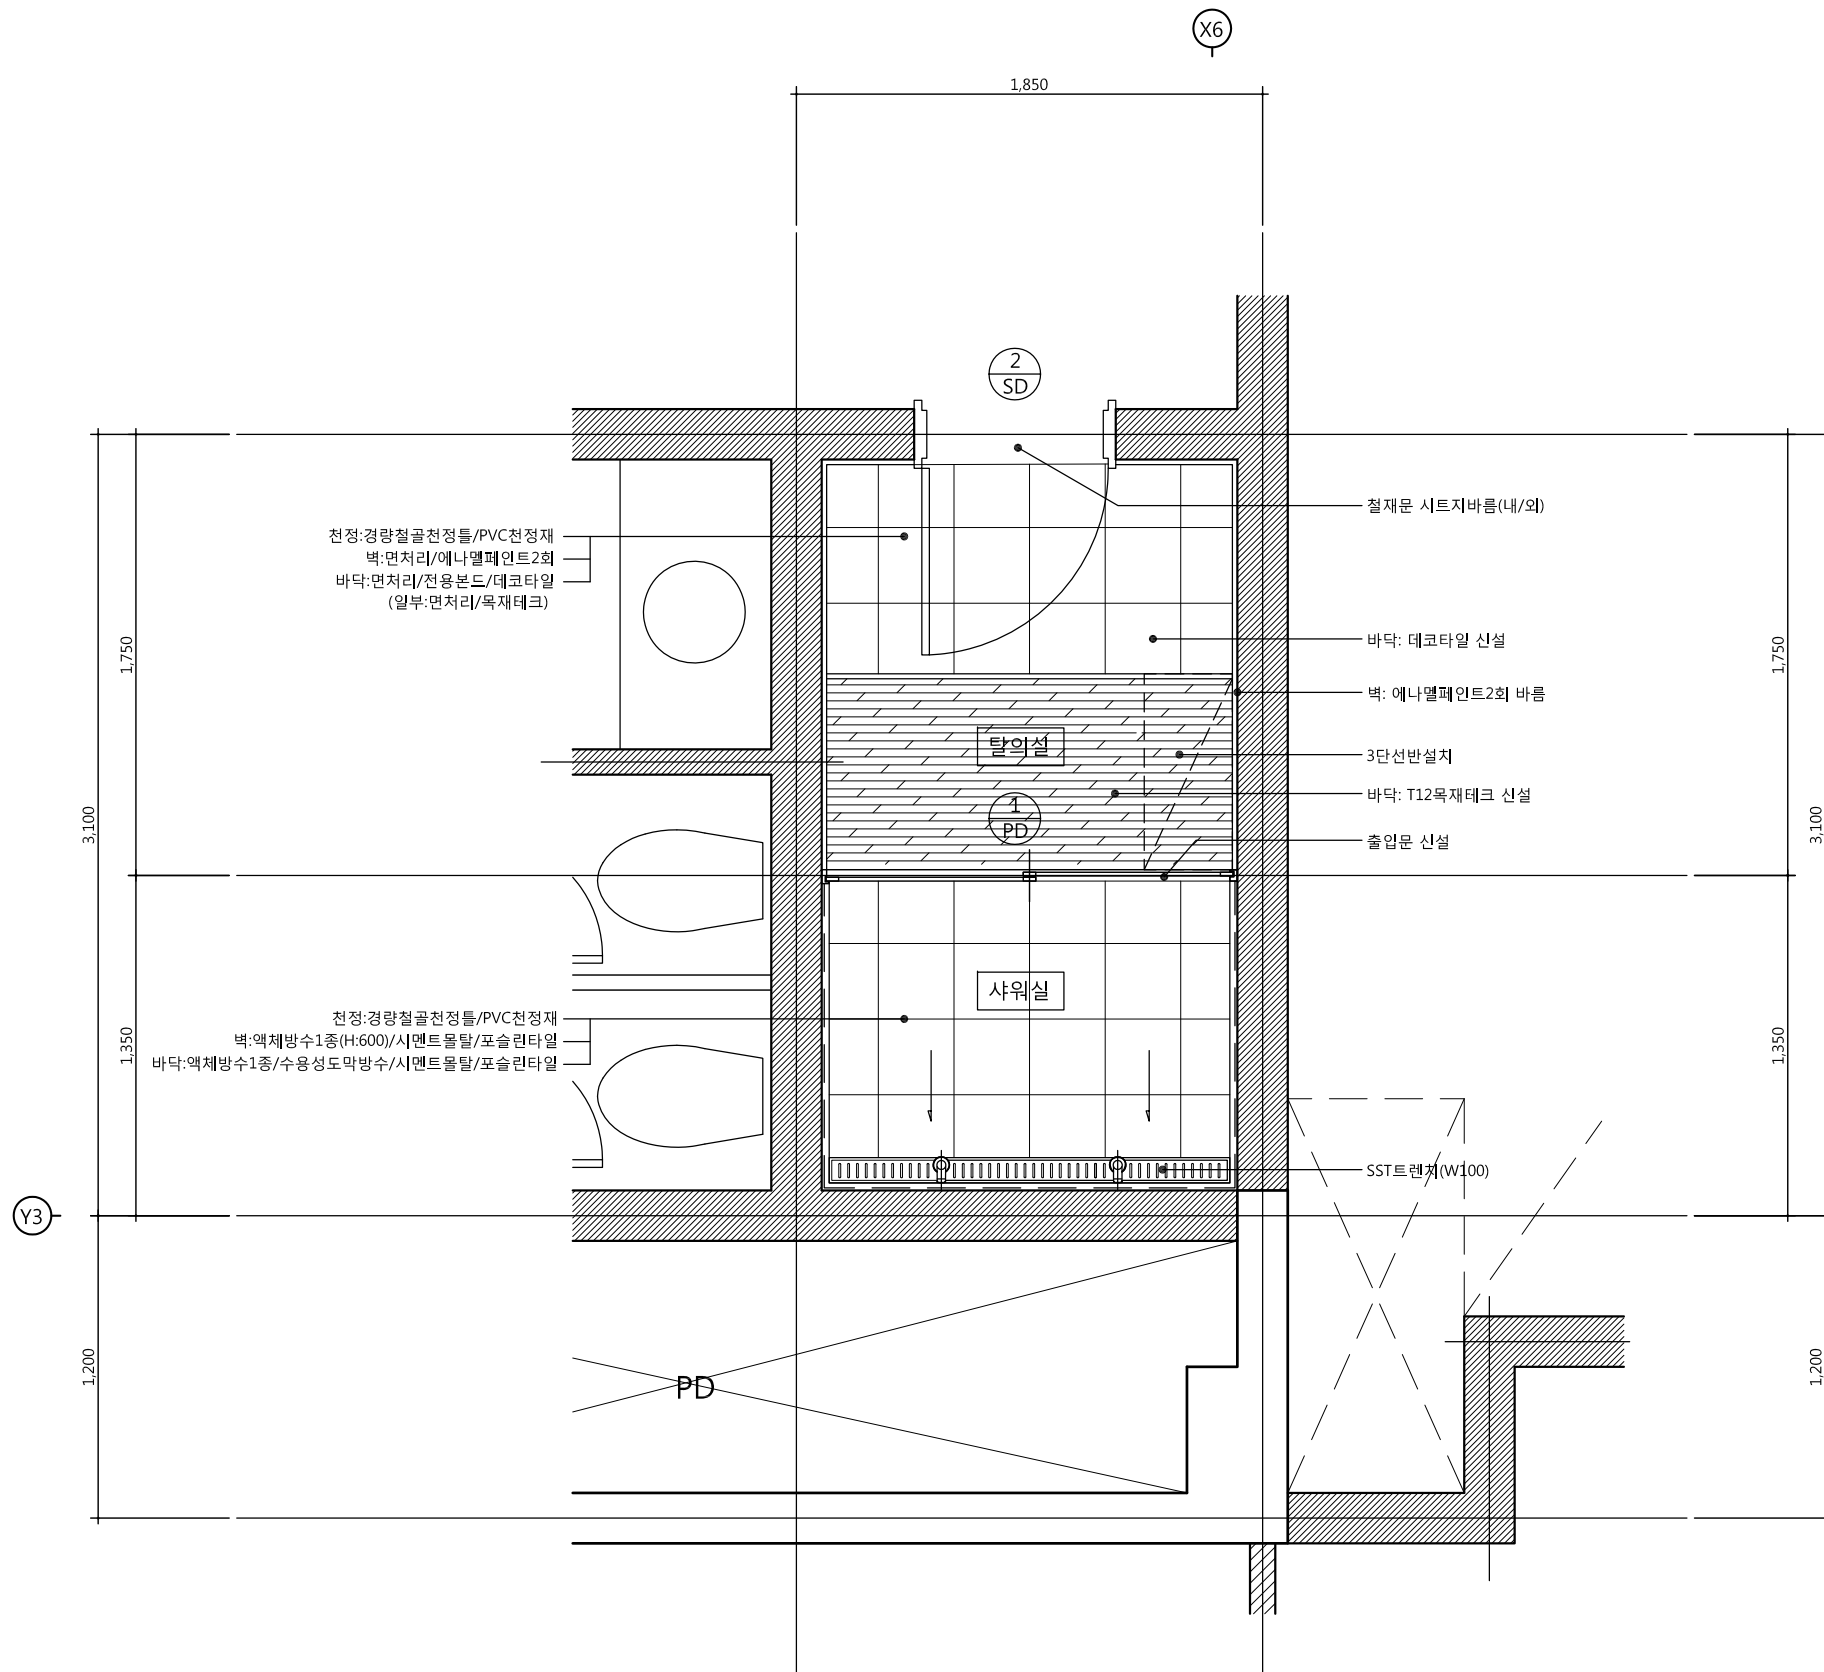 X6
1,850
2
SD
철재문 시트지바름(내/외)
천정:경량철골천정틀/PVC천정재
벽:면처리/에나멜페인트2회
바닥:면처리/전용본드/데코타일
(일부:면처리/목재테크)
1,750
바닥: 데코타일 신설
1,750
벽: 에나멜페인트2회 바름
탈의실
3단선반설치
바닥: T12목재테크 신설
1
PD
3,100
3,100
출입문 신설
샤워실
천정:경량철골천정틀/PVC천정재
벽:액체방수1종(H:600)/시멘트몰탈/포슬린타일
바닥:액체방수1종/수용성도막방수/시멘트몰탈/포슬린타일
1,350
1,350
SST트렌치(W100)
Y3
1,200
1,200
PD